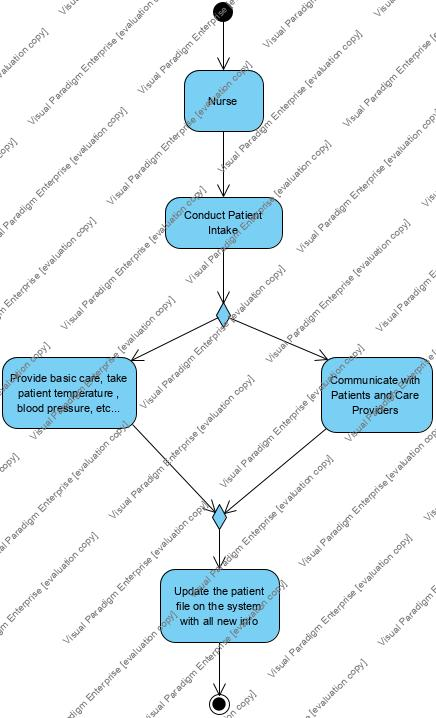 Nurse
Conduct Patient
Intake
Provide basic care, take
patient temperature ,
blood pressure, etc...
Communicate with
Patients and Care
Providers
Update the patient
file on the system
with all new info
Visual Paradigm Enterprise [evaluation copy]